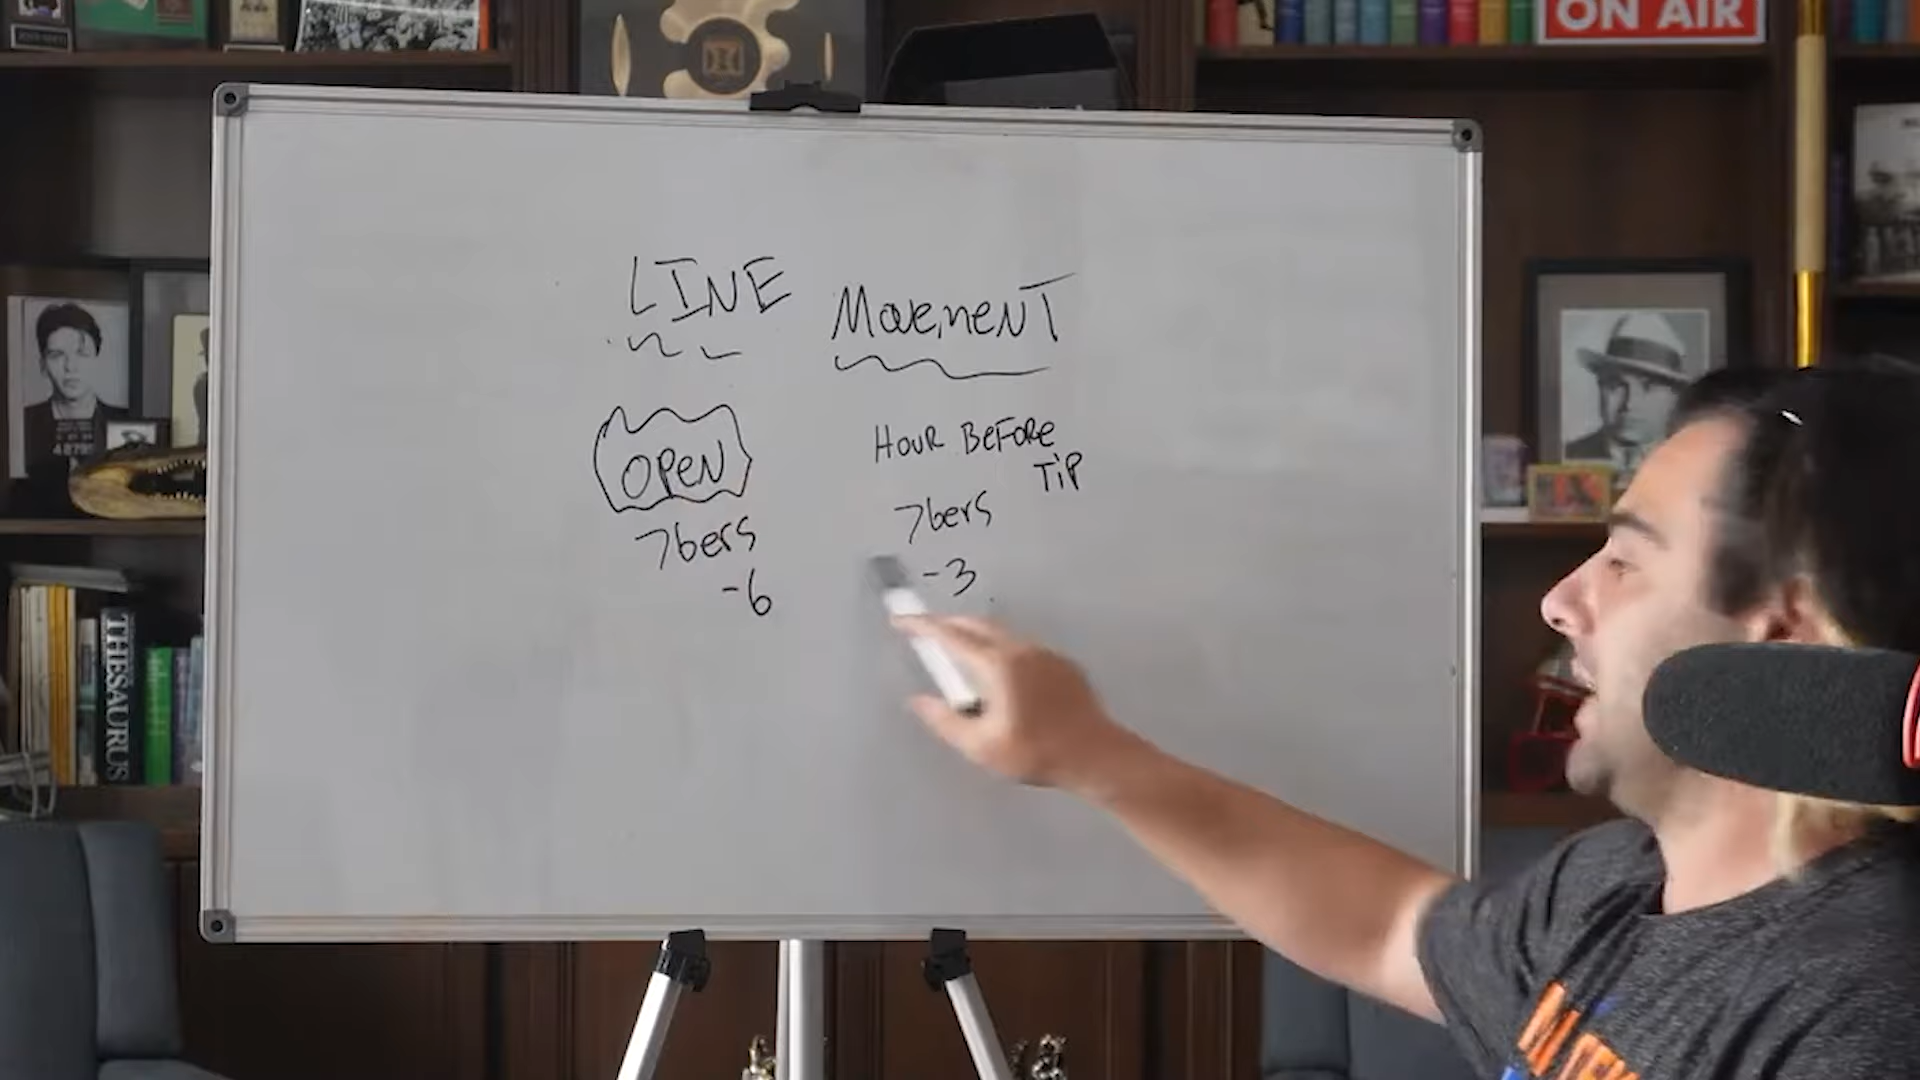 ON AIR
LINE MovemeNT
OPeN
76ers
-6
HOUR BeFORe
TiP
76ers
-3
THESAURUS